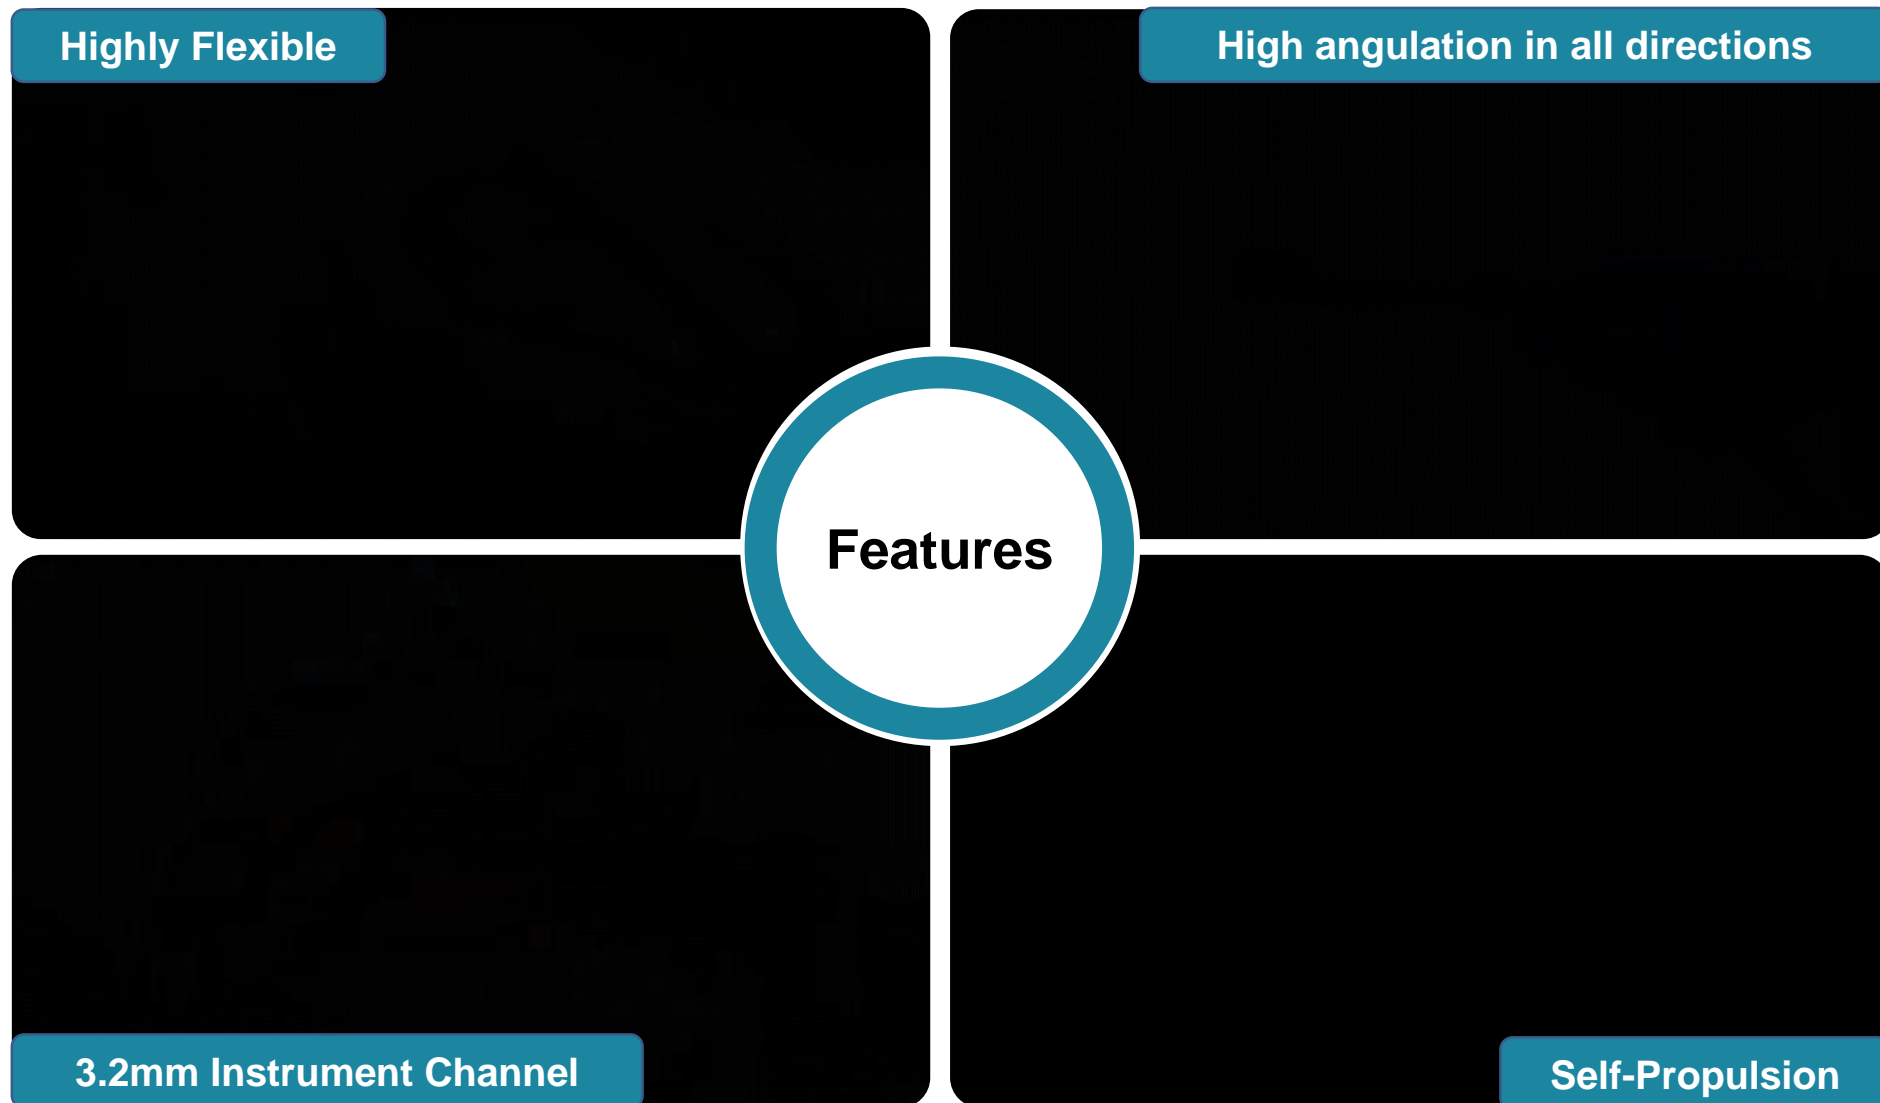 Highly Flexible
High angulation in all directions
Features
3.2mm Instrument Channel
Self-Propulsion